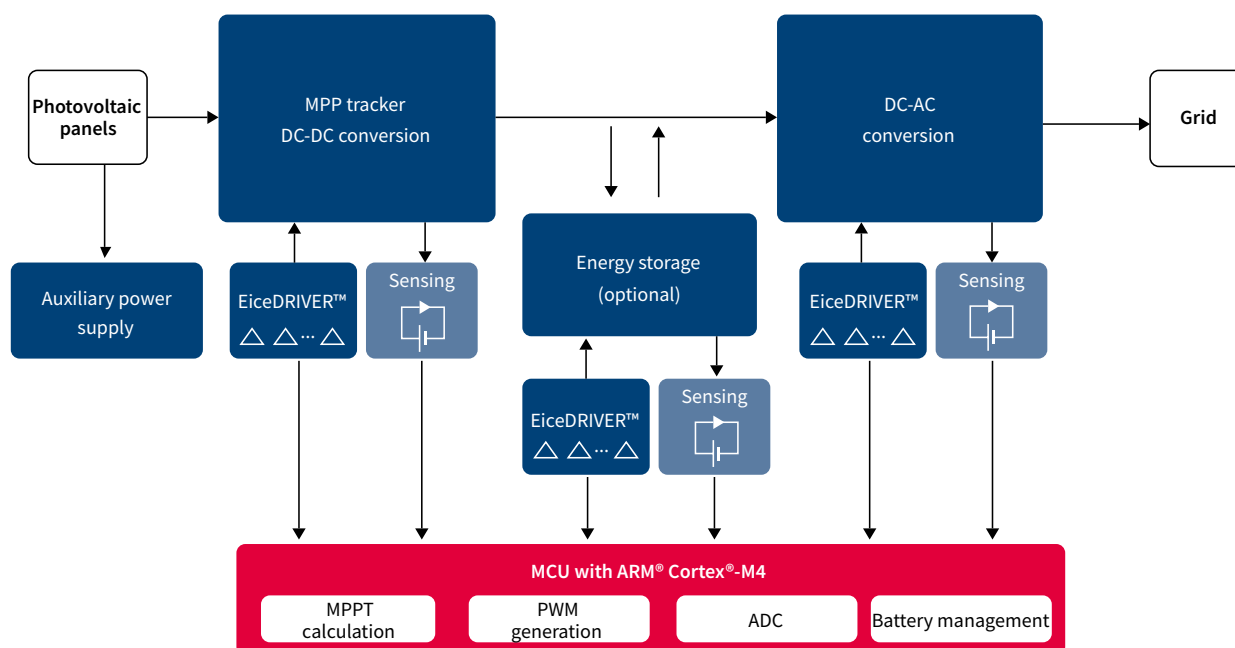 Photovoltaic
panels
MPP tracker
DC-DC conversion
DC-AC
conversion
Grid
Auxiliary power
supply
EiceDRIVER™
...
Sensing
Energy storage
(optional)
EiceDRIVER™
...
Sensing
EiceDRIVER™
...
Sensing
MCU with ARM® Cortex®-M4
MPPT
calculation
PWM
generation
ADC
Battery management